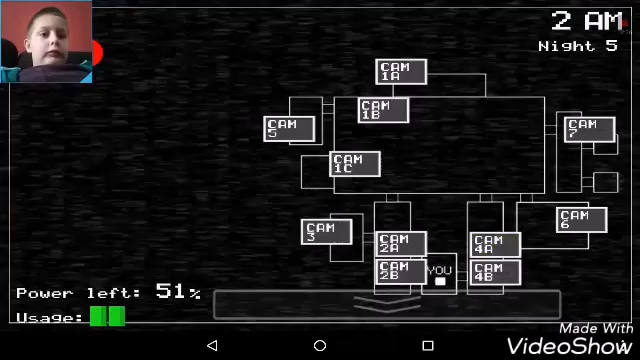 2 AM
Night 5
CAM
1A
CAM
1B
CAM
5
CAM
7
CAM
1C
CAM
6
CAM
3
CAM
2A
CAM
4A
CAM
2B
YOU
CAM
4B
Power left: 51%
Usage:
Made With
VideoShow